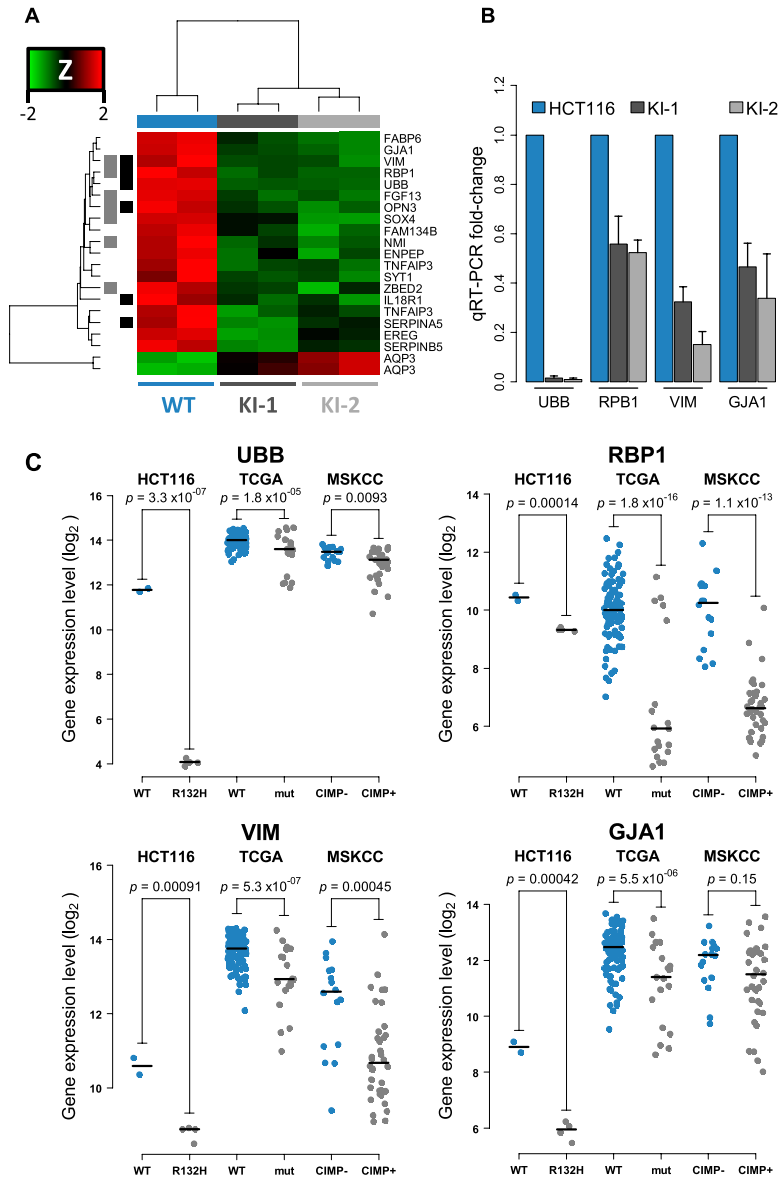 A
Z
-2 2
FABP6
GJA1
VIM
RBP1
UBB
FGF13
OPN3
SOX4
FAM134B
NMI
ENPEP
TNFAIP3
SYT1
ZBED2
IL18R1
TNFAIP3
SERPINA5
EREG
SERPINB5
AQP3
AQP3
WT KI-1 KI-2
B
qRT-PCR fold-change
1.2
1.0
0.8
0.6
0.4
0.2
0.0
HCT116 KI-1 KI-2
UBB RPB1 VIM GJA1
C
UBB
HCT116 TCGA MSKCC
p = 3.3 x10-07 p = 1.8 x10-05 p = 0.0093
Gene expression level (log2)
16
14
12
10
8
6
4
WT R132H WT mut CIMP- CIMP+
RBP1
HCT116 TCGA MSKCC
p = 0.00014 p = 1.8 x10-16 p = 1.1 x10-13
Gene expression level (log2)
14
12
10
8
6
WT R132H WT mut CIMP- CIMP+
VIM
HCT116 TCGA MSKCC
p = 0.00091 p = 5.3 x10-07 p = 0.00045
Gene expression level (log2)
16
14
12
10
WT R132H WT mut CIMP- CIMP+
GJA1
HCT116 TCGA MSKCC
p = 0.00042 p = 5.5 x10-06 p = 0.15
Gene expression level (log2)
14
12
10
8
6
WT R132H WT mut CIMP- CIMP+